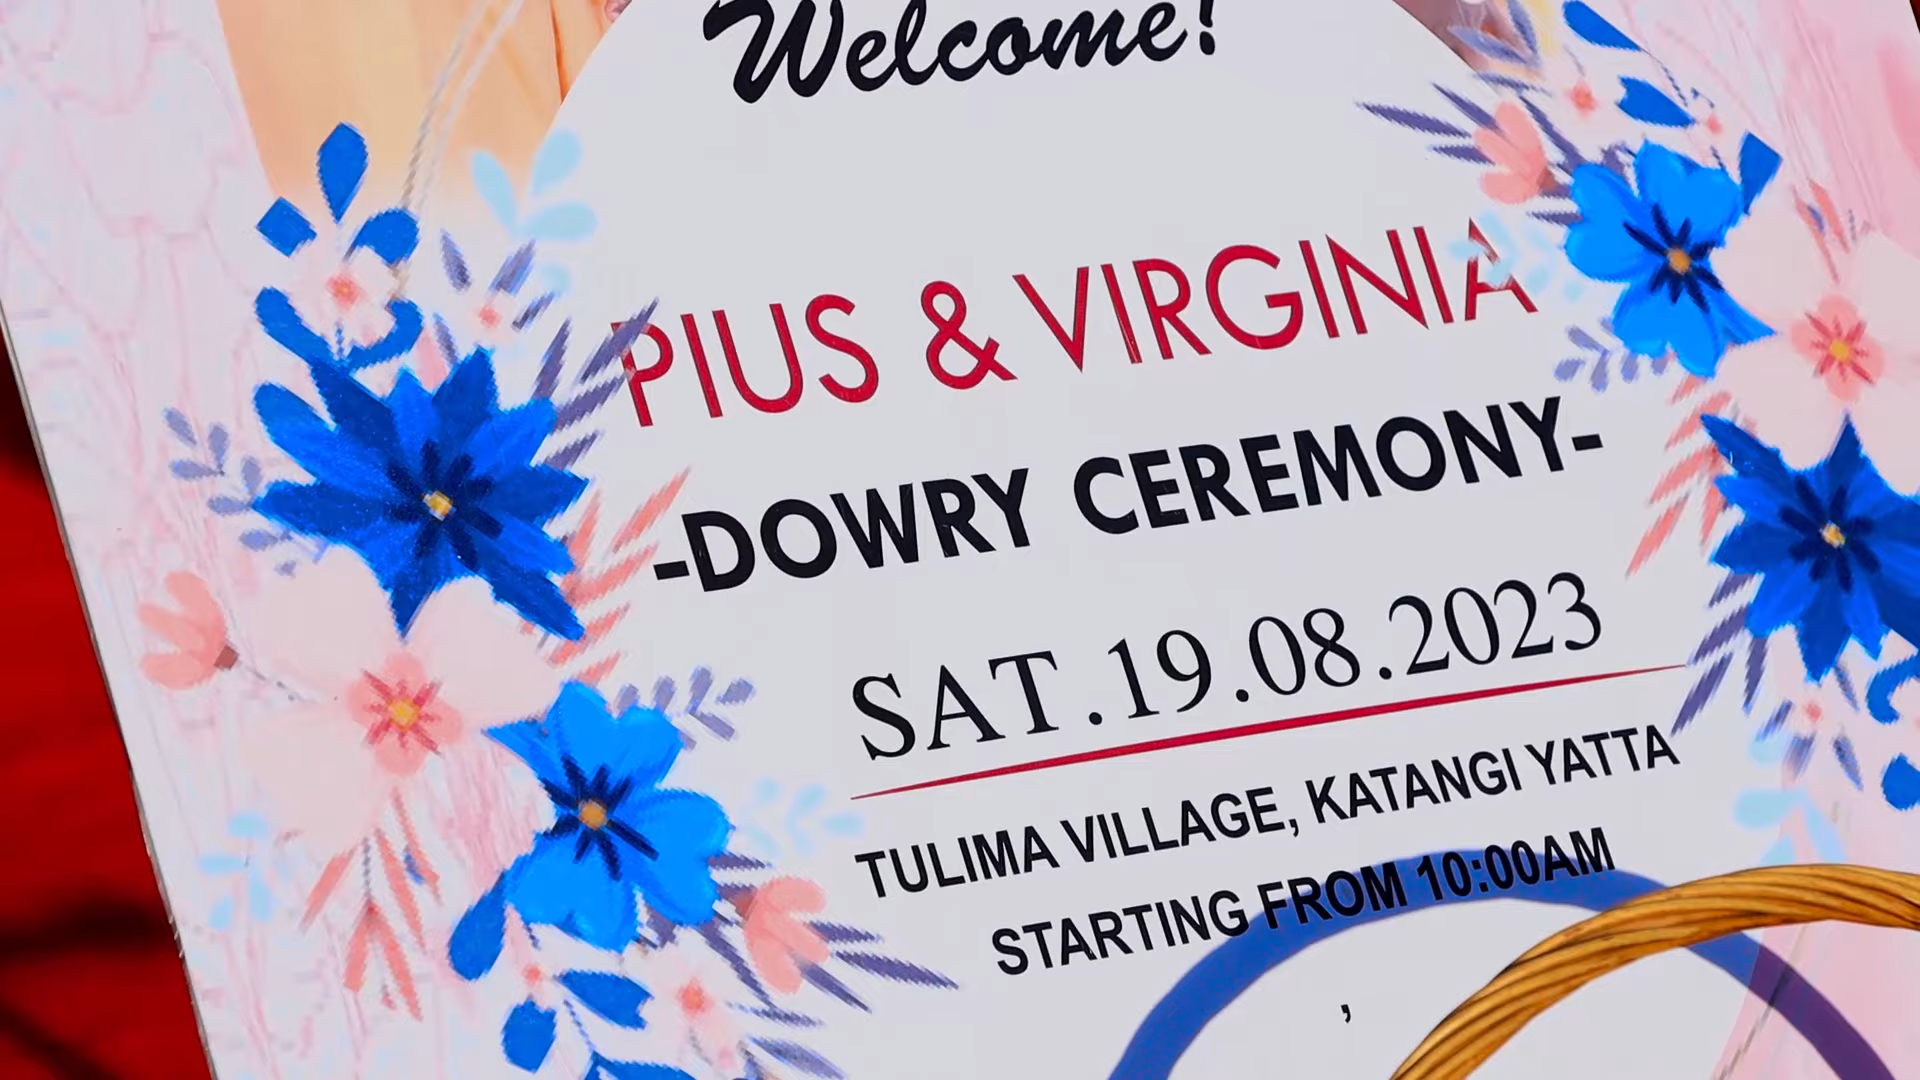 Welcome!
PIUS & VIRGINIA
-DOWRY CEREMONY-
SAT.19.08.2023
TULIMA VILLAGE, KATANGI YATTA
STARTING FROM 10:00AM
,